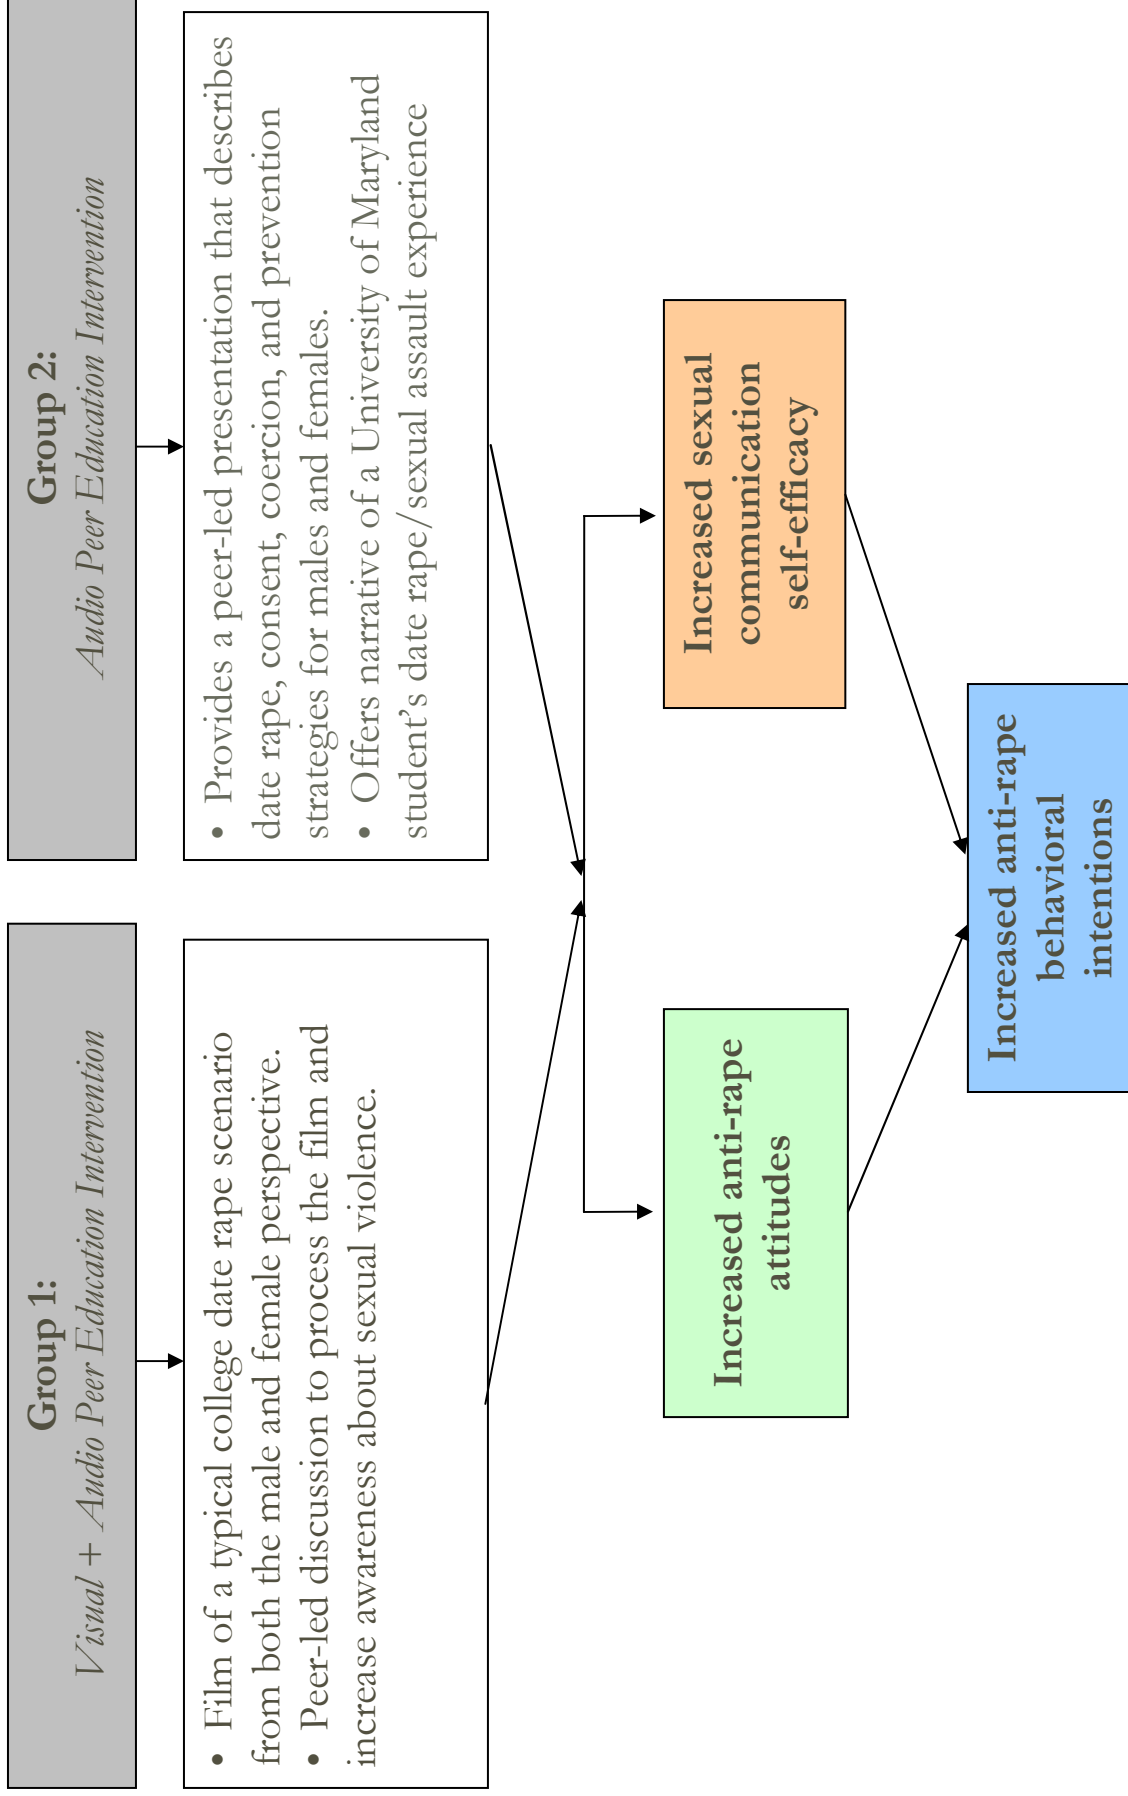 Group 1:
Visual + Audio Peer Education Intervention
• Film of a typical college date rape scenario
from both the male and female perspective.
• Peer-led discussion to process the film and
increase awareness about sexual violence.
Group 2:
Audio Peer Education Intervention
• Provides a peer-led presentation that describes
date rape, consent, coercion, and prevention
strategies for males and females.
• Offers narrative of a University of Maryland
student’s date rape/sexual assault experience
Increased anti-rape
attitudes
Increased sexual
communication
self-efficacy
Increased anti-rape
behavioral
intentions